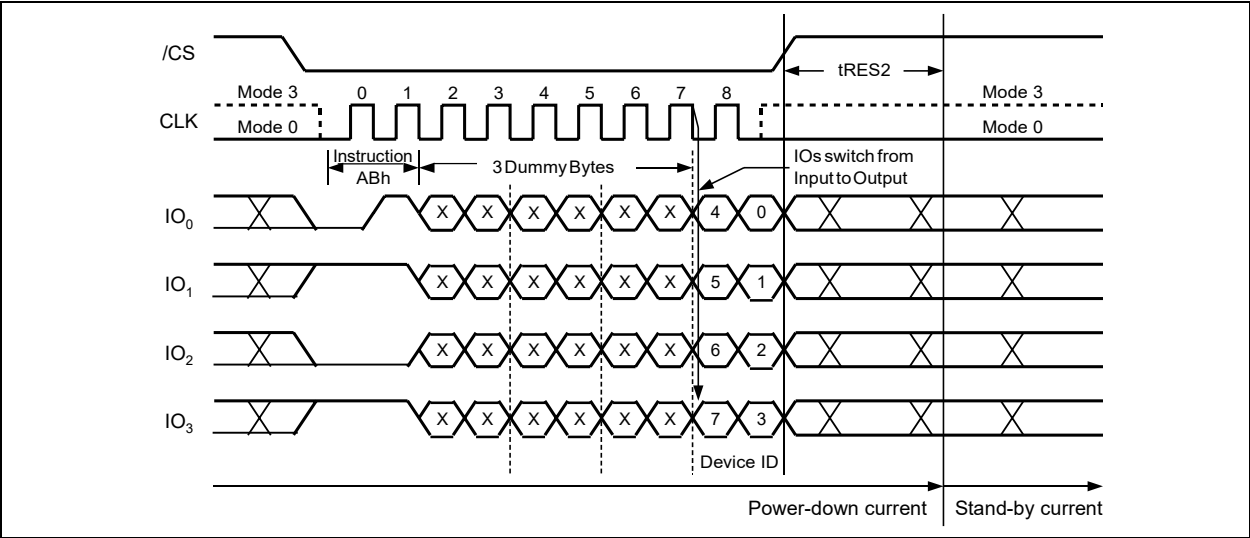 /CS
tRES2
Mode 3 0 1 2 3 4 5 6 7 8 Mode 3
CLK
Mode 0 Mode 0
Instruction
ABh
3 Dummy Bytes
IOs switch from
Input to Output
IO0 X X X X X X 4 0
IO1 X X X X X X 5 1
IO2 X X X X X X 6 2
IO3 X X X X X X 7 3
Device ID
Power-down current Stand-by current